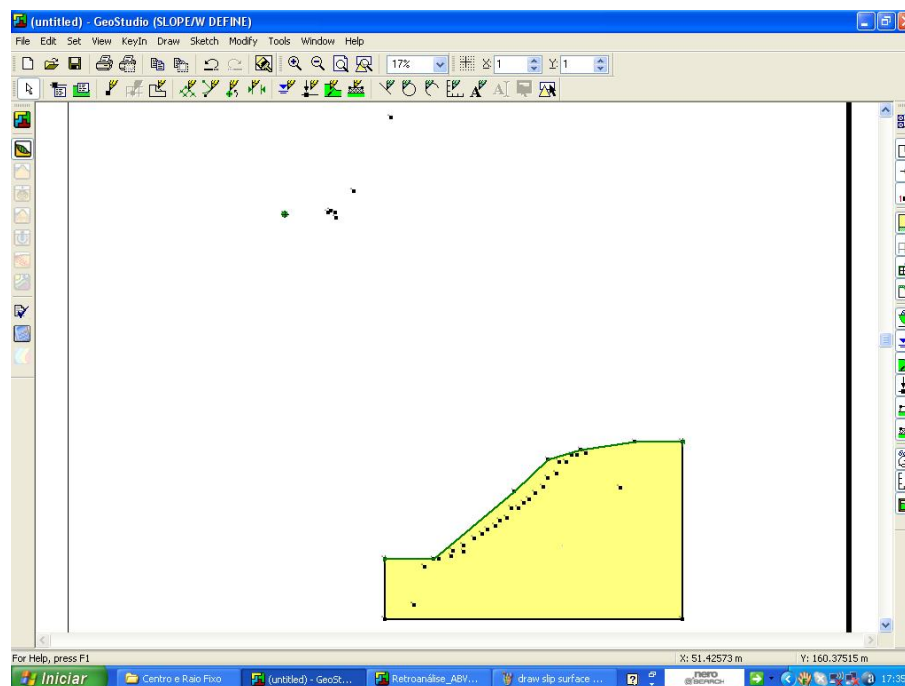 (untitled) - GeoStudio (SLOPE/W DEFINE)
File Edit Set View KeyIn Draw Sketch Modify Tools Window Help
17% X 1 Y: 1
For Help, press F1 X: 51.42573 m Y: 160.37515 m
Iniciar Centro e Raio Fixo (untitled) - GeoSt... Retroanálise_ABV... draw slip surface ... nero SEARCH 17:35